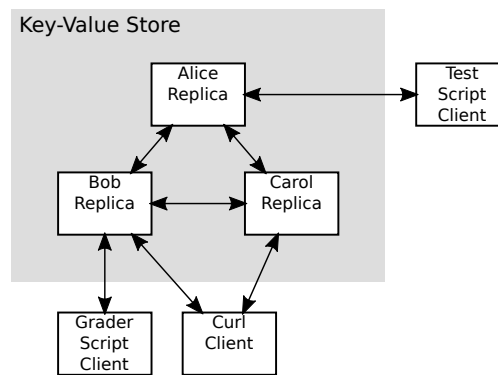 Key-Value Store
Alice
Replica
Test
Script
Client
Bob
Replica
Carol
Replica
Grader
Script
Client
Curl
Client